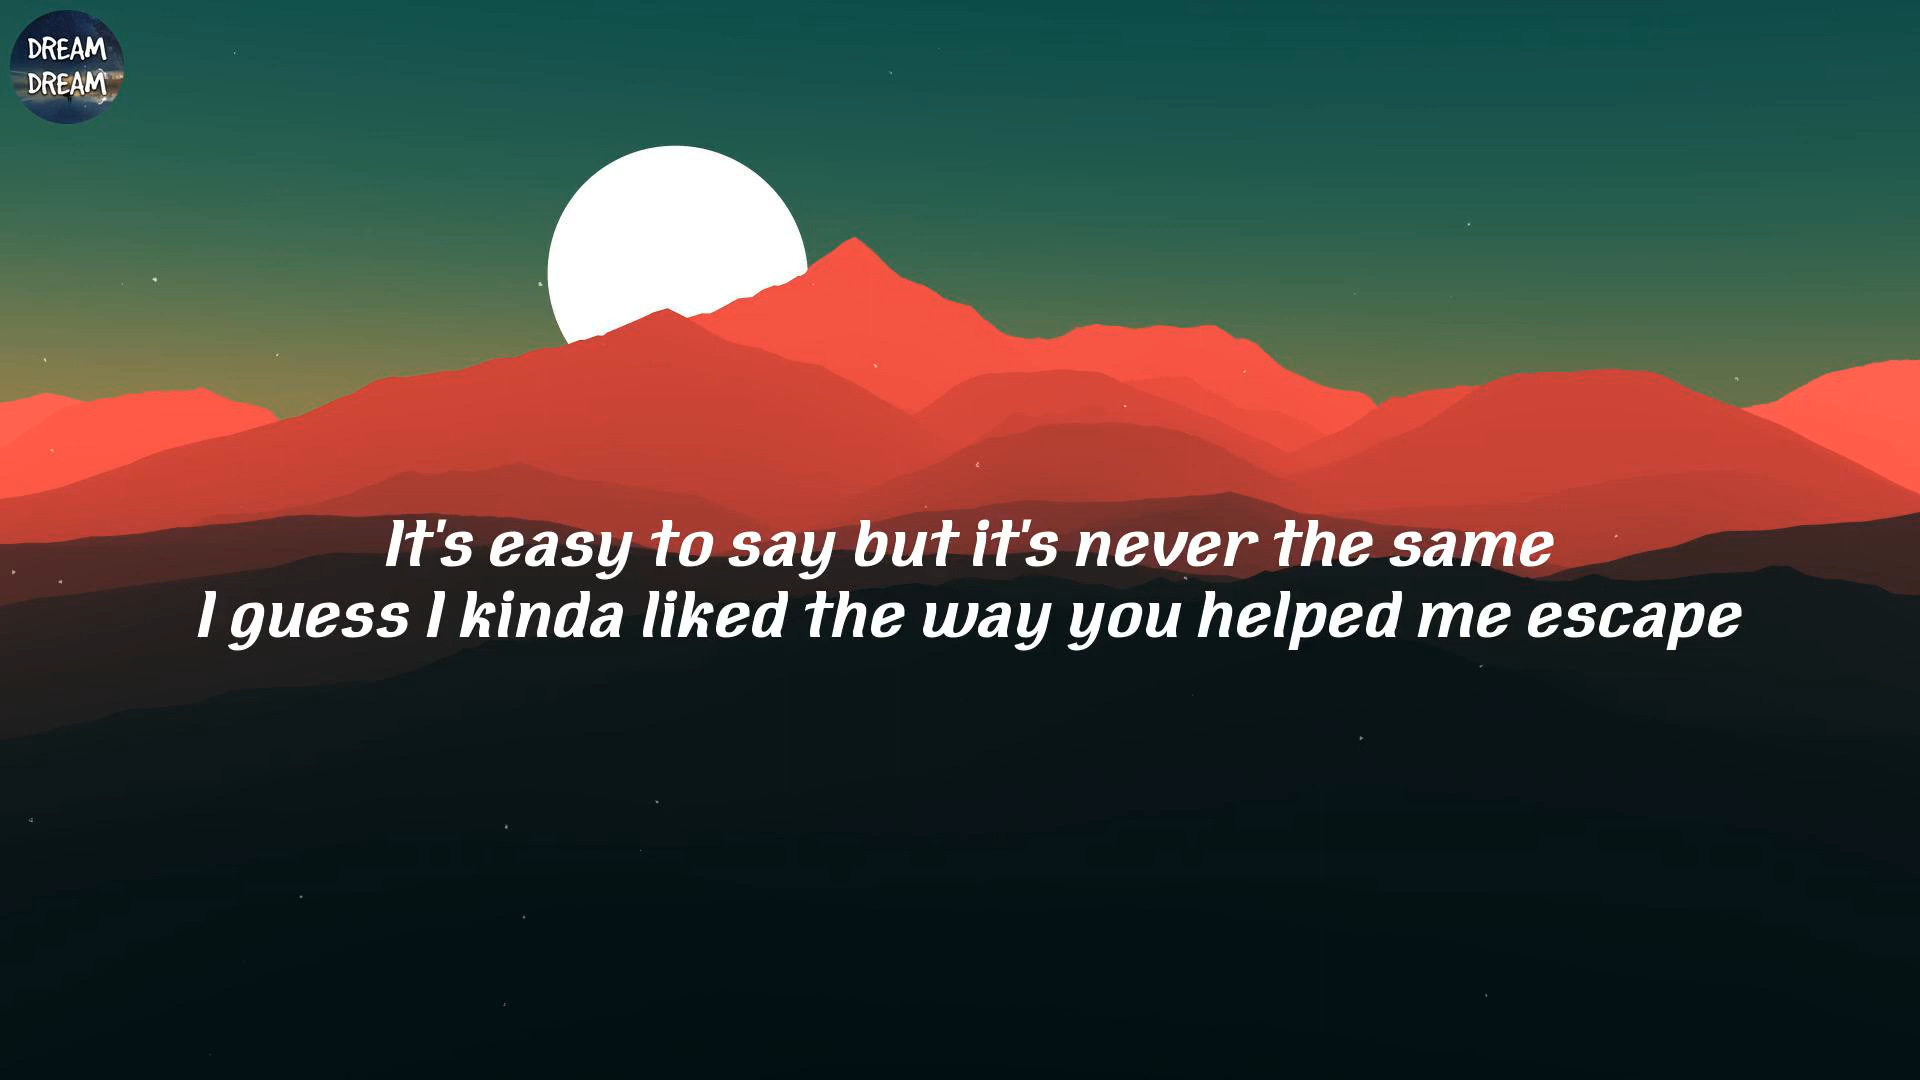 DREAM
DREAM
It's easy to say but it's never the same
I guess I kinda liked the way you helped me escape